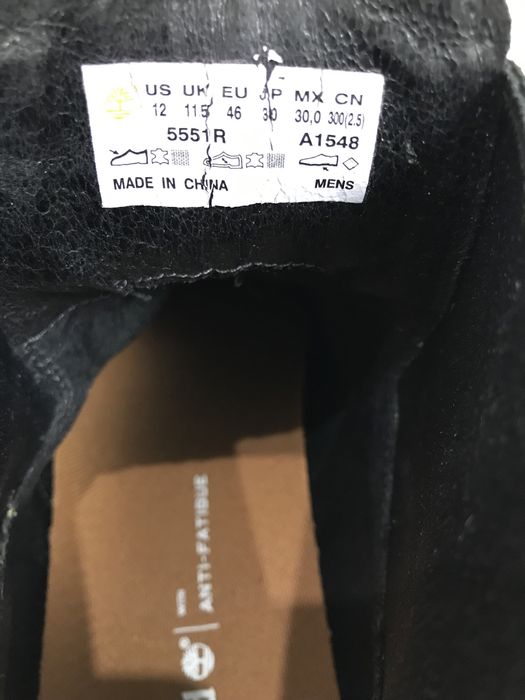 US UK EU JP MX CN
12 11.5 46 30 30,0 300(2.5)
5551R A1548
MADE IN CHINA MENS
ANTI-FATIGUE